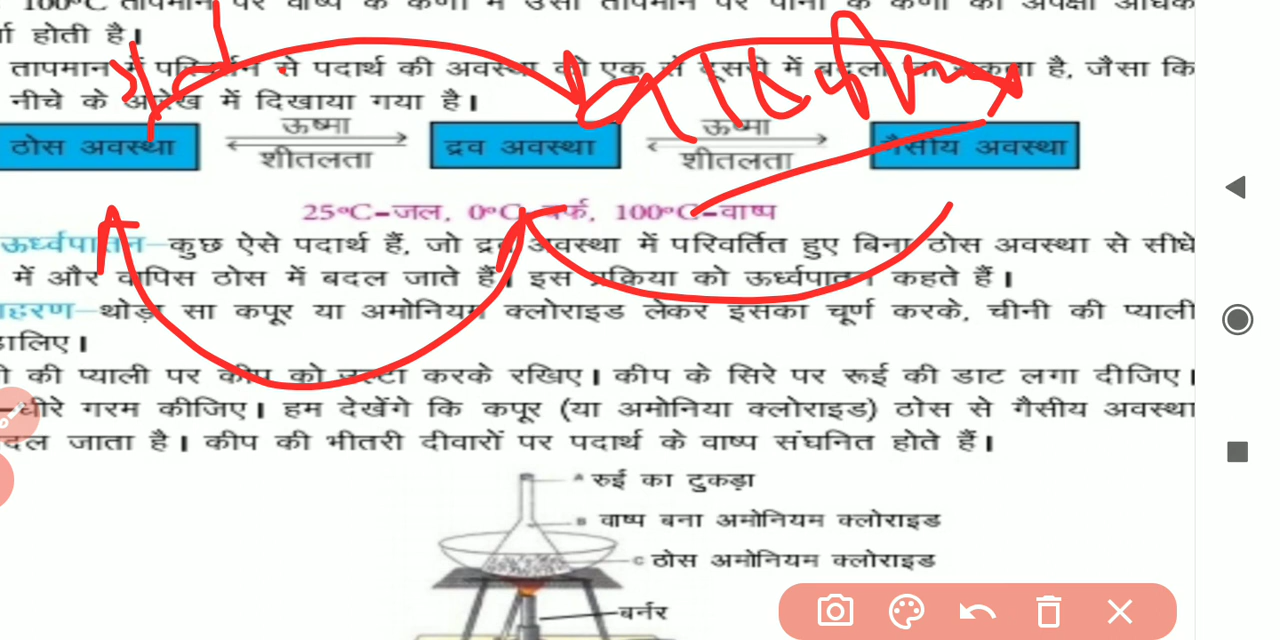 100°C तापमान पर वाष्प के कणों में उसी तापमान पर पानी के कणों की अपेक्षा अधिक
होती है।
तापमान में परिवर्तन से पदार्थ की अवस्था को एक से दूसरी में बदला जा सकता है, जैसा कि
नीचे के आरेख में दिखाया गया है।
ठोस अवस्था ऊष्मा शीतलता द्रव अवस्था ऊष्मा शीतलता गैसीय अवस्था
25°C–जल, 0°C बर्फ, 100°C–वाष्प
ऊर्ध्वपातन–कुछ ऐसे पदार्थ हैं, जो द्रव अवस्था में परिवर्तित हुए बिना ठोस अवस्था से सीधे
में और वापिस ठोस में बदल जाते हैं। इस प्रक्रिया को ऊर्ध्वपातन कहते हैं।
हरण–थोड़ा सा कपूर या अमोनियम क्लोराइड लेकर इसका चूर्ण करके, चीनी की प्याली
डालिए।
की प्याली पर कीप को उल्टा करके रखिए। कीप के सिरे पर रूई की डाट लगा दीजिए।
–धीरे गरम कीजिए। हम देखेंगे कि कपूर (या अमोनिया क्लोराइड) ठोस से गैसीय अवस्था
दल जाता है। कीप की भीतरी दीवारों पर पदार्थ के वाष्प संघनित होते हैं।
A रुई का टुकड़ा
B वाष्प बना अमोनियम क्लोराइड
C ठोस अमोनियम क्लोराइड
बर्नर